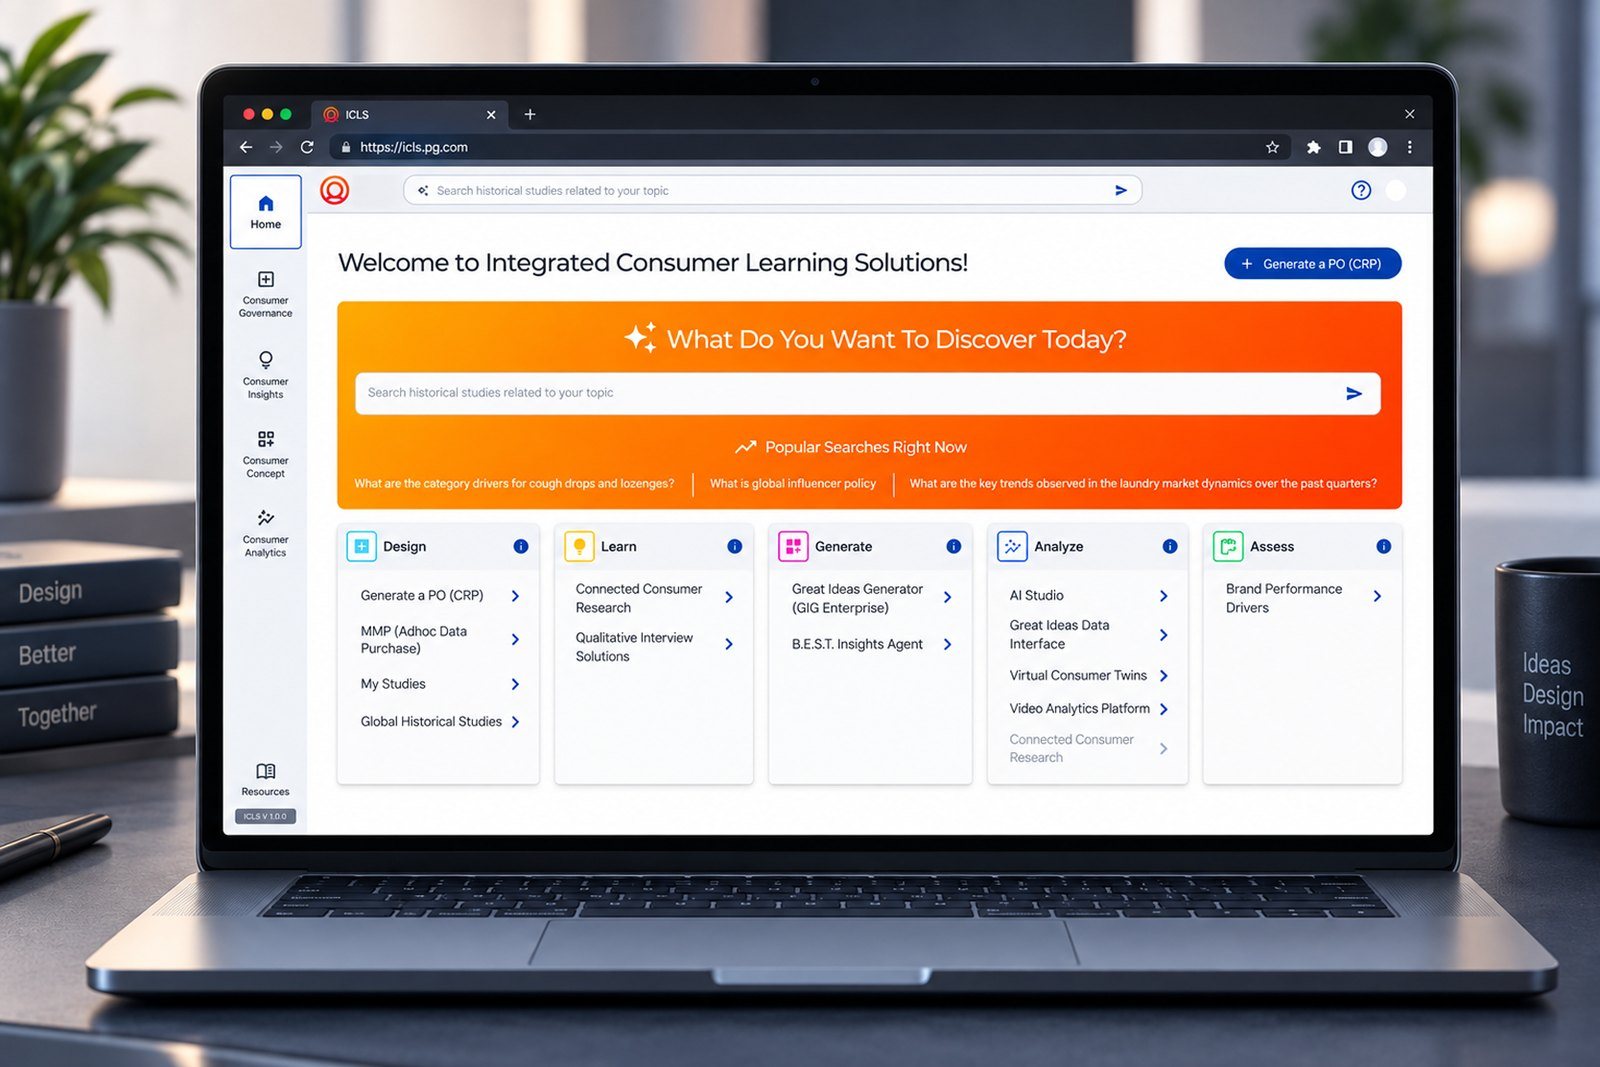 ICLS
https://icls.pg.com
Home
Search historical studies related to your topic
Welcome to Integrated Consumer Learning Solutions!
+ Generate a PO (CRP)
Consumer
Governance
Consumer
Insights
Consumer
Concept
Consumer
Analytics
Resources
ICLS V 1.0.0
What Do You Want To Discover Today?
Search historical studies related to your topic
Popular Searches Right Now
What are the category drivers for cough drops and lozenges?
What is global influencer policy
What are the key trends observed in the laundry market dynamics over the past quarters?
Design
Generate a PO (CRP)
MMP (Adhoc Data
Purchase)
My Studies
Global Historical Studies
Learn
Connected Consumer
Research
Qualitative Interview
Solutions
Generate
Great Ideas Generator
(GIG Enterprise)
B.E.S.T. Insights Agent
Analyze
AI Studio
Great Ideas Data
Interface
Virtual Consumer Twins
Video Analytics Platform
Connected Consumer
Research
Assess
Brand Performance
Drivers
Design
Better
Together
Ideas
Design
Impact